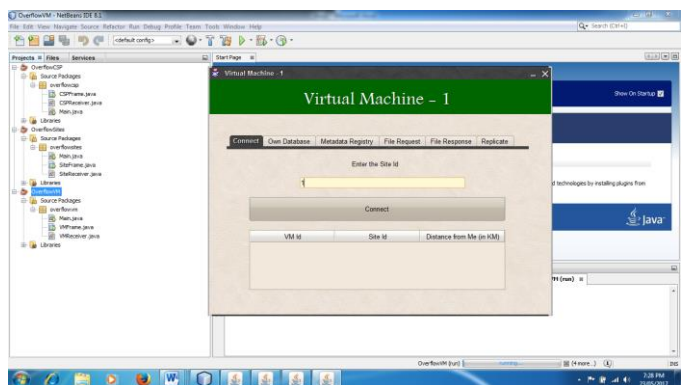 OverflowVM - NetBeans IDE 8.1
File Edit View Navigate Source Refactor Run Debug Profile Team Tools Window Help
Search (Ctrl+I)
<default config>
Projects Files Services
Start Page
OverflowCSP
Source Packages
overflowcsp
CSPFrame.java
CSPReceiver.java
Main.java
Libraries
OverflowSites
Source Packages
overflowsites
Main.java
SiteFrame.java
SiteReceiver.java
Libraries
OverflowVM
Source Packages
overflowvm
Main.java
VMFrame.java
VMReceiver.java
Libraries
Virtual Machine - 1
Virtual Machine – 1
Show On Startup
Connect Own Database Metadata Registry File Request File Response Replicate
Enter the Site Id
1
Connect
VM Id Site Id Distance from Me (in KM)
d technologies by installing plugins from
Java
VM (run)
OverflowVM (run) running... (4 more...) INS
7:28 PM
25/05/2017